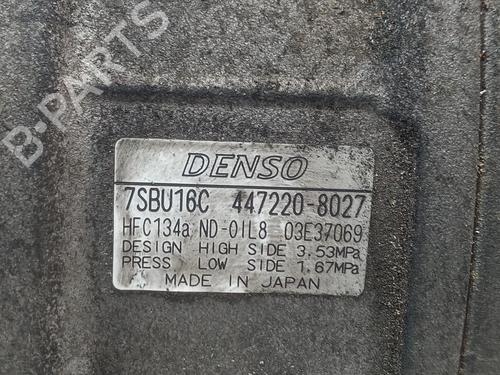 B-PARTS
DENSO
7SBU16C 447220-8027
HFC134a ND-OIL8 03E37069
DESIGN HIGH SIDE 3,53MPa
PRESS LOW SIDE 1,67MPa
MADE IN JAPAN